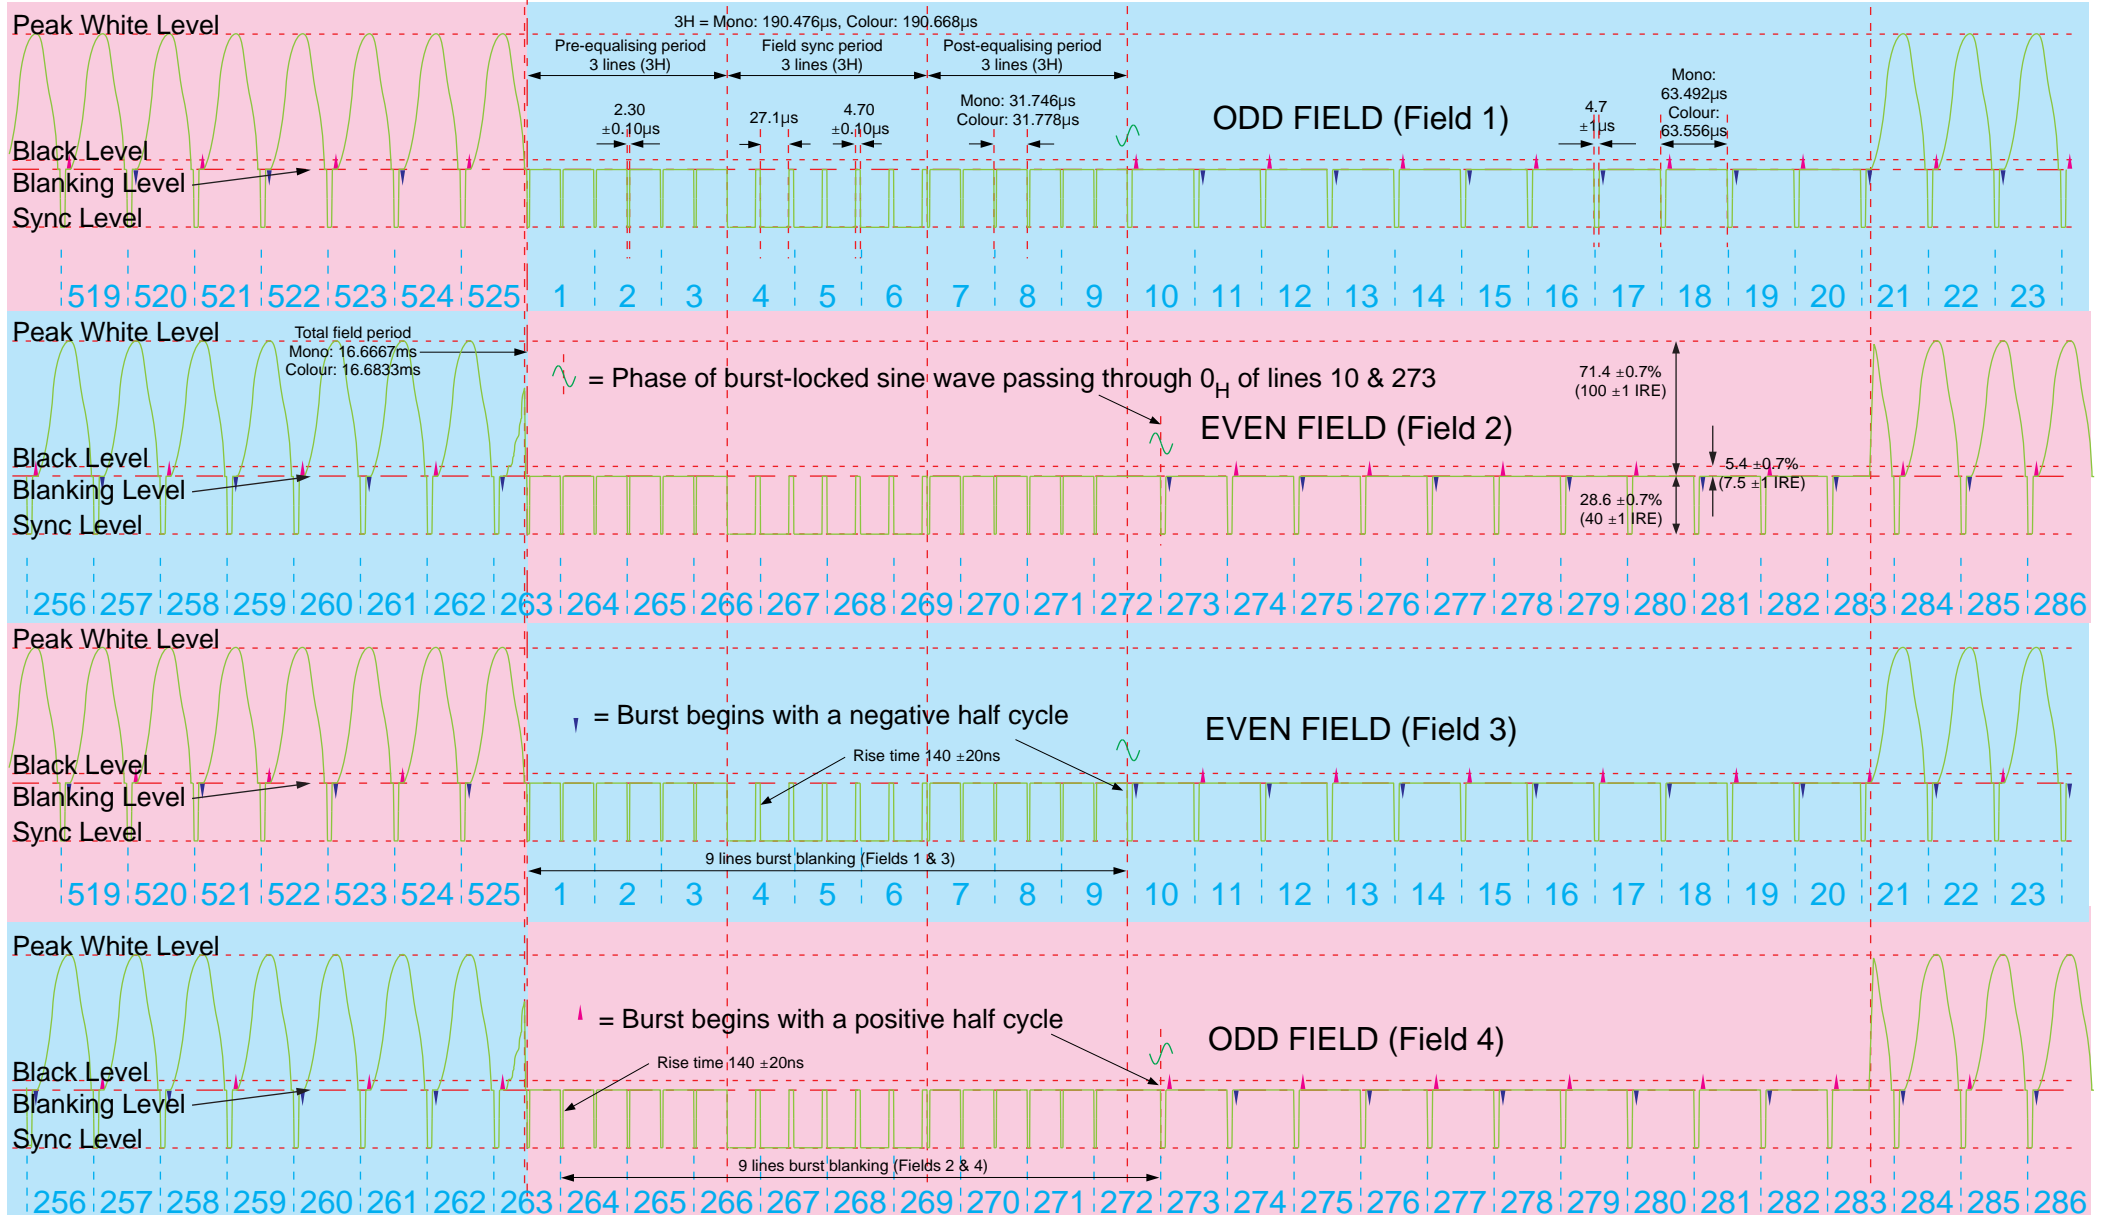 Peak White Level
3H = Mono: 190.476µs, Colour: 190.668µs
Pre-equalising period
3 lines (3H)
Field sync period
3 lines (3H)
Post-equalising period
3 lines (3H)
2.30
±0.10µs
27.1µs
4.70
±0.10µs
Mono: 31.746µs
Colour: 31.778µs
ODD FIELD (Field 1)
4.7
±1µs
Mono:
63.492µs
Colour:
63.556µs
Black Level
Blanking Level
Sync Level
519 520 521 522 523 524 525 1 2 3 4 5 6 7 8 9 10 11 12 13 14 15 16 17 18 19 20 21 22 23
Peak White Level
Total field period
Mono: 16.6667ms
Colour: 16.6833ms
= Phase of burst-locked sine wave passing through 0H of lines 10 & 273
EVEN FIELD (Field 2)
71.4 ±0.7%
(100 ±1 IRE)
5.4 ±0.7%
(7.5 ±1 IRE)
28.6 ±0.7%
(40 ±1 IRE)
Black Level
Blanking Level
Sync Level
256 257 258 259 260 261 262 263 264 265 266 267 268 269 270 271 272 273 274 275 276 277 278 279 280 281 282 283 284 285 286
Peak White Level
= Burst begins with a negative half cycle
Rise time 140 ±20ns
EVEN FIELD (Field 3)
Black Level
Blanking Level
Sync Level
9 lines burst blanking (Fields 1 & 3)
519 520 521 522 523 524 525 1 2 3 4 5 6 7 8 9 10 11 12 13 14 15 16 17 18 19 20 21 22 23
Peak White Level
= Burst begins with a positive half cycle
Rise time 140 ±20ns
ODD FIELD (Field 4)
Black Level
Blanking Level
Sync Level
9 lines burst blanking (Fields 2 & 4)
256 257 258 259 260 261 262 263 264 265 266 267 268 269 270 271 272 273 274 275 276 277 278 279 280 281 282 283 284 285 286